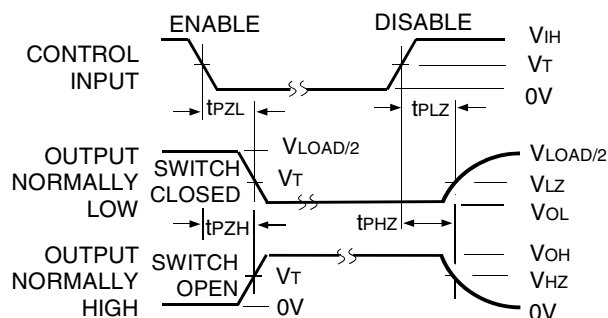 ENABLE
DISABLE
CONTROL
INPUT
VIH
VT
0V
tPZL
tPLZ
OUTPUT
NORMALLY
LOW
SWITCH
CLOSED
VLOAD/2
VT
VLOAD/2
VLZ
VOL
tPZH
tPHZ
OUTPUT
NORMALLY
HIGH
SWITCH
OPEN
VT
0V
VOH
VHZ
0V